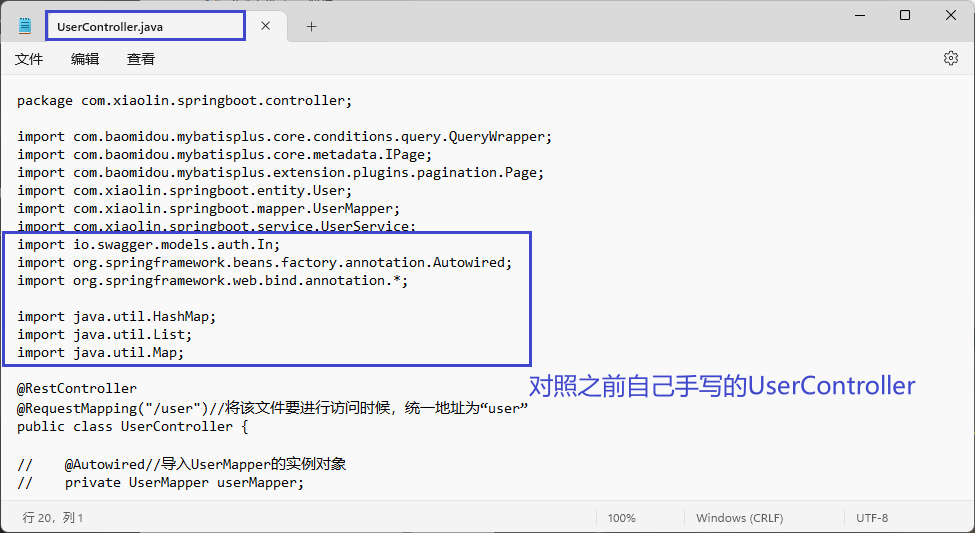 UserController.java
文件 编辑 查看
package com.xiaolin.springboot.controller;
import com.baomidou.mybatisplus.core.conditions.query.QueryWrapper;
import com.baomidou.mybatisplus.core.metadata.IPage;
import com.baomidou.mybatisplus.extension.plugins.pagination.Page;
import com.xiaolin.springboot.entity.User;
import com.xiaolin.springboot.mapper.UserMapper;
import com.xiaolin.springboot.service.UserService;
import io.swagger.models.auth.In;
import org.springframework.beans.factory.annotation.Autowired;
import org.springframework.web.bind.annotation.*;
import java.util.HashMap;
import java.util.List;
import java.util.Map;
对照之前自己手写的UserController
@RestController
@RequestMapping("/user")//将该文件要进行访问时候，统一地址为“user”
public class UserController {
//    @Autowired//导入UserMapper的实例对象
//    private UserMapper userMapper;
行 20，列 1 100% Windows (CRLF) UTF-8